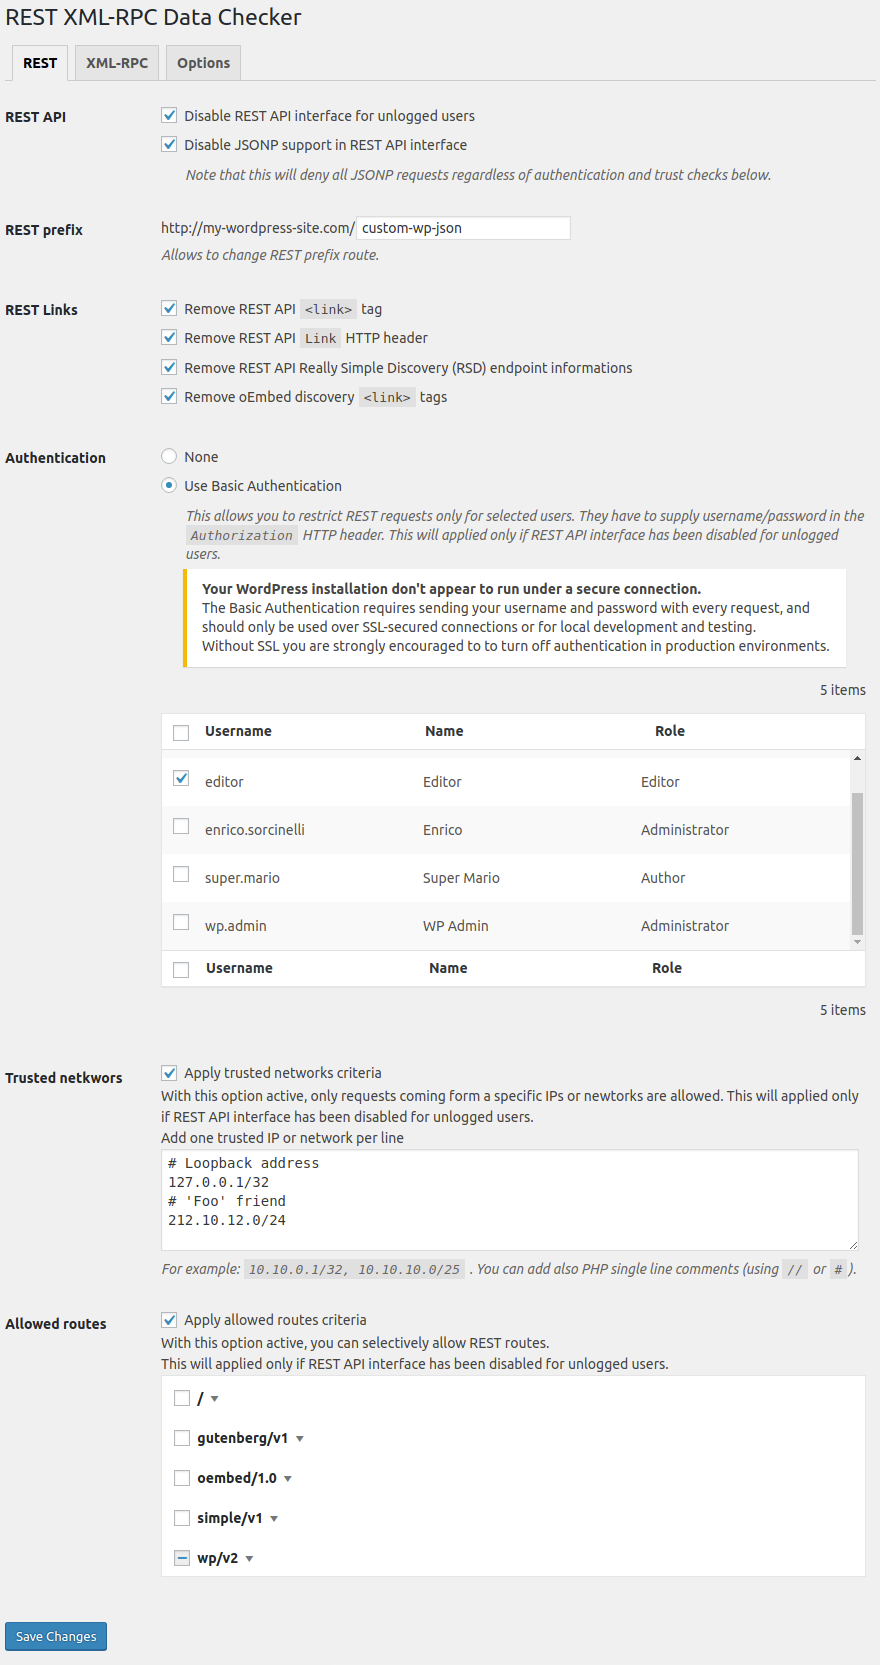 REST XML-RPC Data Checker
REST XML-RPC Options
REST API
Disable REST API interface for unlogged users
Disable JSONP support in REST API interface
Note that this will deny all JSONP requests regardless of authentication and trust checks below.
REST prefix
http://my-wordpress-site.com/ custom-wp-json
Allows to change REST prefix route.
REST Links
Remove REST API <link> tag
Remove REST API Link HTTP header
Remove REST API Really Simple Discovery (RSD) endpoint informations
Remove oEmbed discovery <link> tags
Authentication
None
Use Basic Authentication
This allows you to restrict REST requests only for selected users. They have to supply username/password in the
Authorization HTTP header. This will applied only if REST API interface has been disabled for unlogged
users.
Your WordPress installation don't appear to run under a secure connection.
The Basic Authentication requires sending your username and password with every request, and
should only be used over SSL-secured connections or for local development and testing.
Without SSL you are strongly encouraged to to turn off authentication in production environments.
5 items
Username Name Role
editor Editor Editor
enrico.sorcinelli Enrico Administrator
super.mario Super Mario Author
wp.admin WP Admin Administrator
Username Name Role
5 items
Trusted netkwors
Apply trusted networks criteria
With this option active, only requests coming form a specific IPs or newtorks are allowed. This will applied only
if REST API interface has been disabled for unlogged users.
Add one trusted IP or network per line
# Loopback address
127.0.0.1/32
# 'Foo' friend
212.10.12.0/24
For example: 10.10.0.1/32, 10.10.10.0/25 . You can add also PHP single line comments (using // or # ).
Allowed routes
Apply allowed routes criteria
With this option active, you can selectively allow REST routes.
This will applied only if REST API interface has been disabled for unlogged users.
/
gutenberg/v1
oembed/1.0
simple/v1
wp/v2
Save Changes